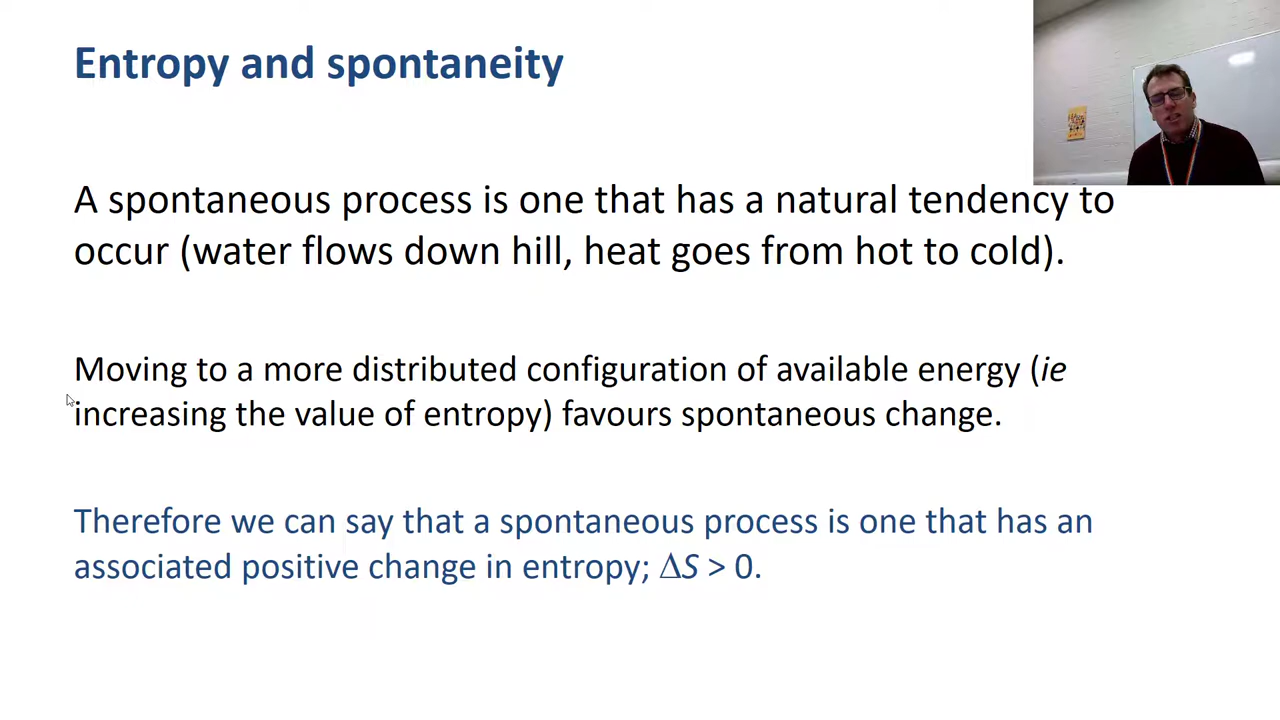 Entropy and spontaneity
A spontaneous process is one that has a natural tendency to
occur (water flows down hill, heat goes from hot to cold).
Moving to a more distributed configuration of available energy (ie
increasing the value of entropy) favours spontaneous change.
Therefore we can say that a spontaneous process is one that has an
associated positive change in entropy; ΔS > 0.